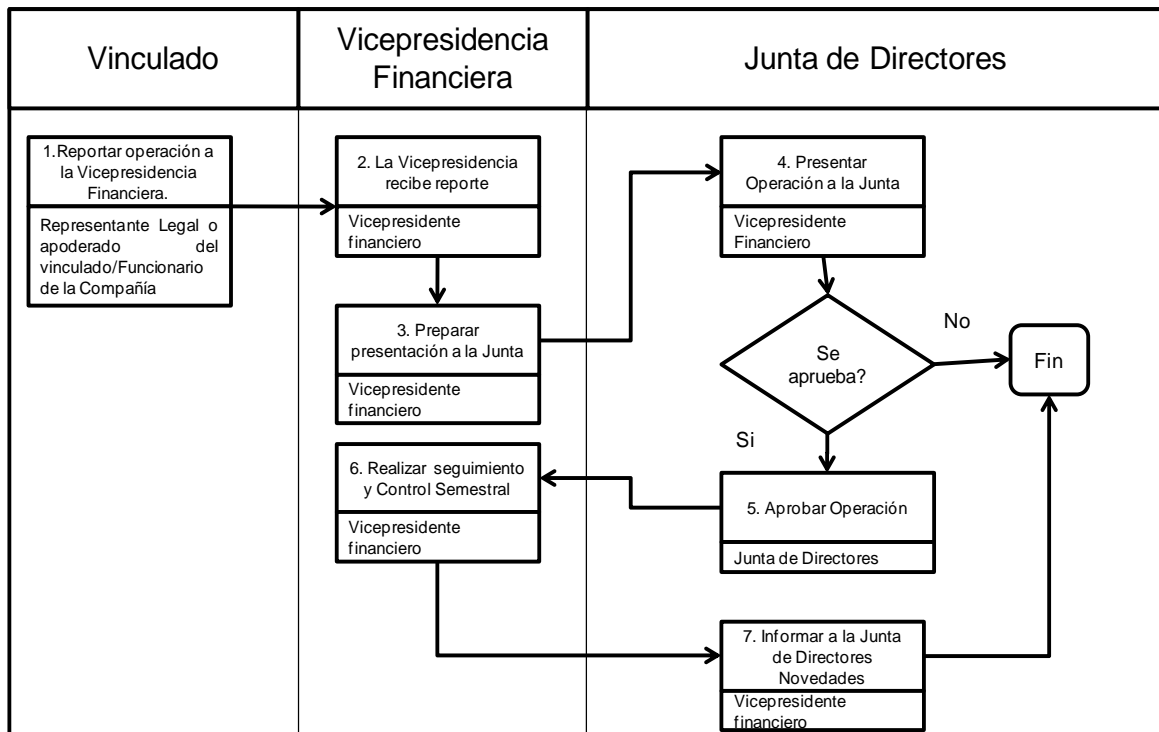 Vinculado
Vicepresidencia
Financiera
Junta de Directores
1.Reportar operación a
la Vicepresidencia
Financiera.
Representante Legal o
apoderado del
vinculado/Funcionario
de la Compañía
2. La Vicepresidencia
recibe reporte
Vicepresidente
financiero
3. Preparar
presentación a la Junta
Vicepresidente
financiero
4. Presentar
Operación a la Junta
Vicepresidente
Financiero
Se
aprueba?
No
Fin
Si
5. Aprobar Operación
Junta de Directores
6. Realizar seguimiento
y Control Semestral
Vicepresidente
financiero
7. Informar a la Junta
de Directores
Novedades
Vicepresidente
financiero